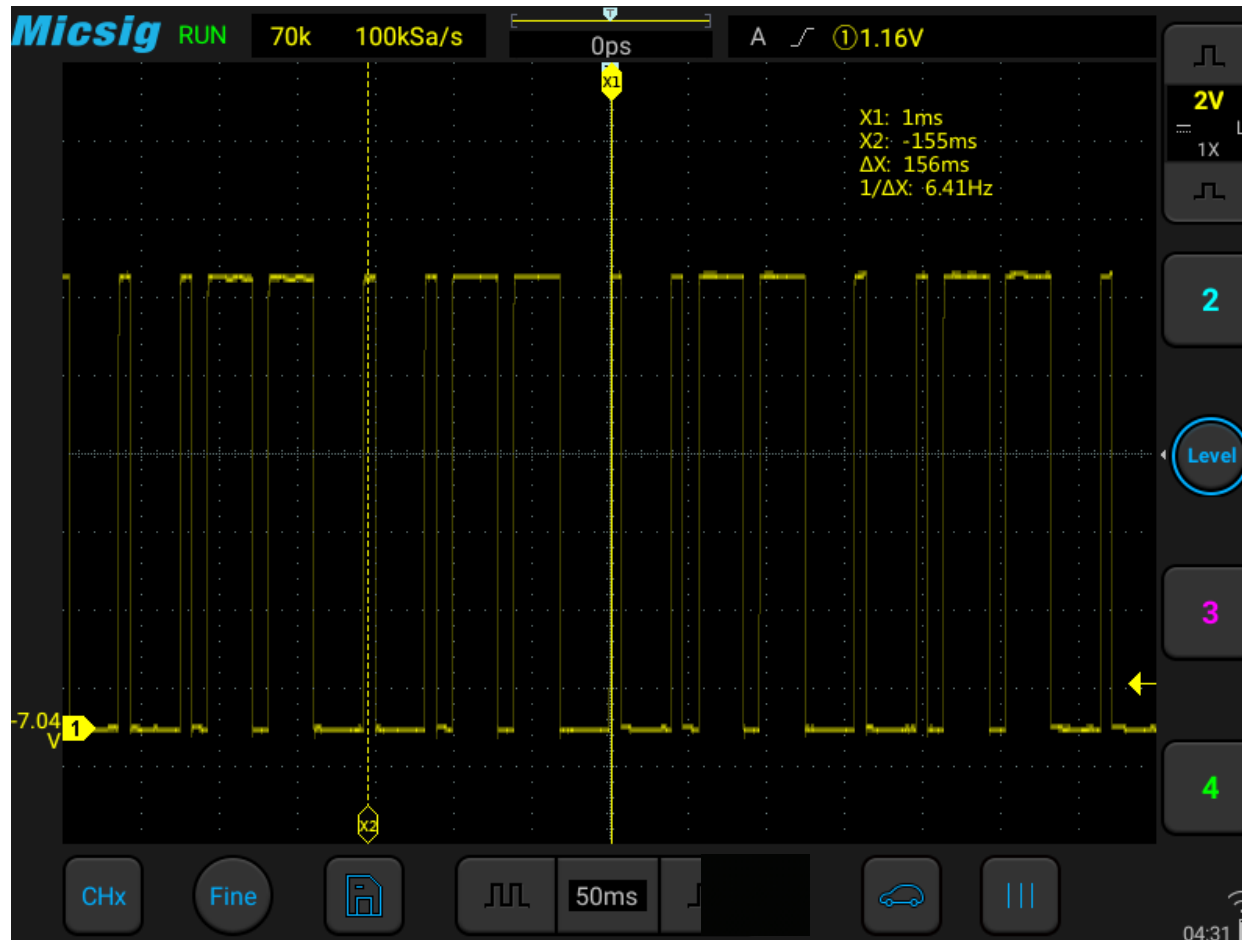 Micsig RUN 70k 100kSa/s 0ps A ①1.16V
T
X1
X1: 1ms
X2: -155ms
ΔX: 156ms
1/ΔX: 6.41Hz
2V
L
1X
2
Level
3
-7.04
V
1
4
X2
CHx Fine 50ms
04:31